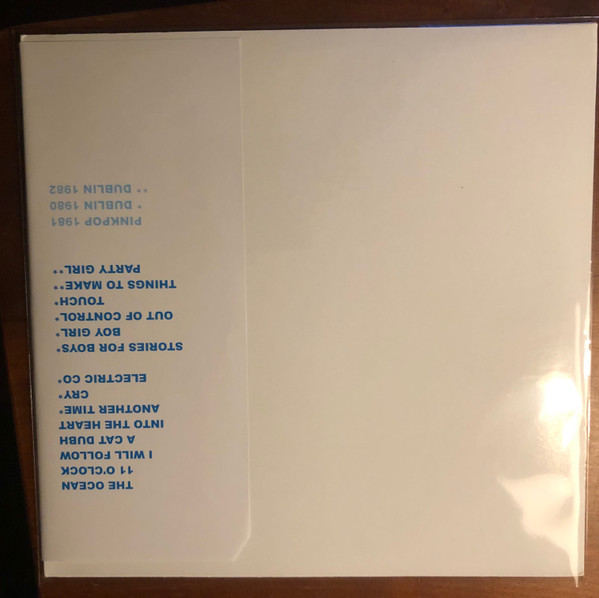 THE OCEAN
11 O'CLOCK
I WILL FOLLOW
A CAT DUBH
INTO THE HEART
ANOTHER TIME*
CRY*
ELECTRIC CO*
STORIES FOR BOYS*
BOY GIRL*
OUT OF CONTROL*
TOUCH*
THINGS TO MAKE**
PARTY GIRL**
PINKPOP 1981
* DUBLIN 1980
** DUBLIN 1982